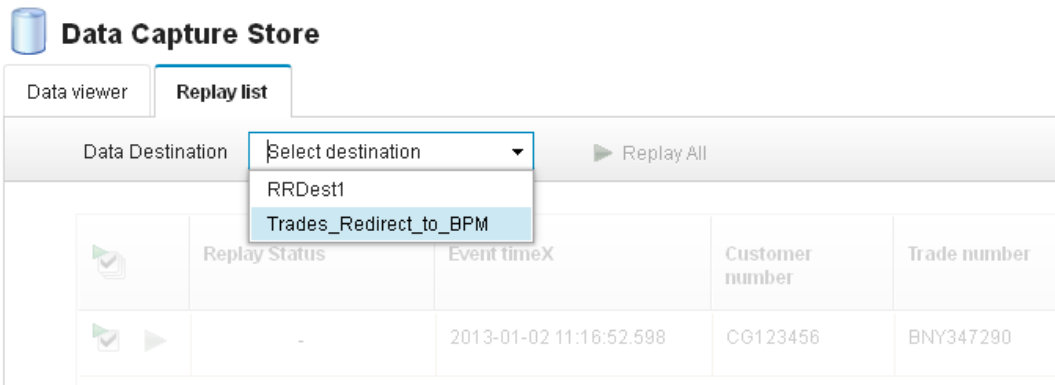 Data Capture Store
Data viewer Replay list
Data Destination Select destination Replay All
RRDest1
Trades_Redirect_to_BPM
Replay Status Event timeX Customer number Trade number
- 2013-01-02 11:16:52.598 CG123456 BNY347290